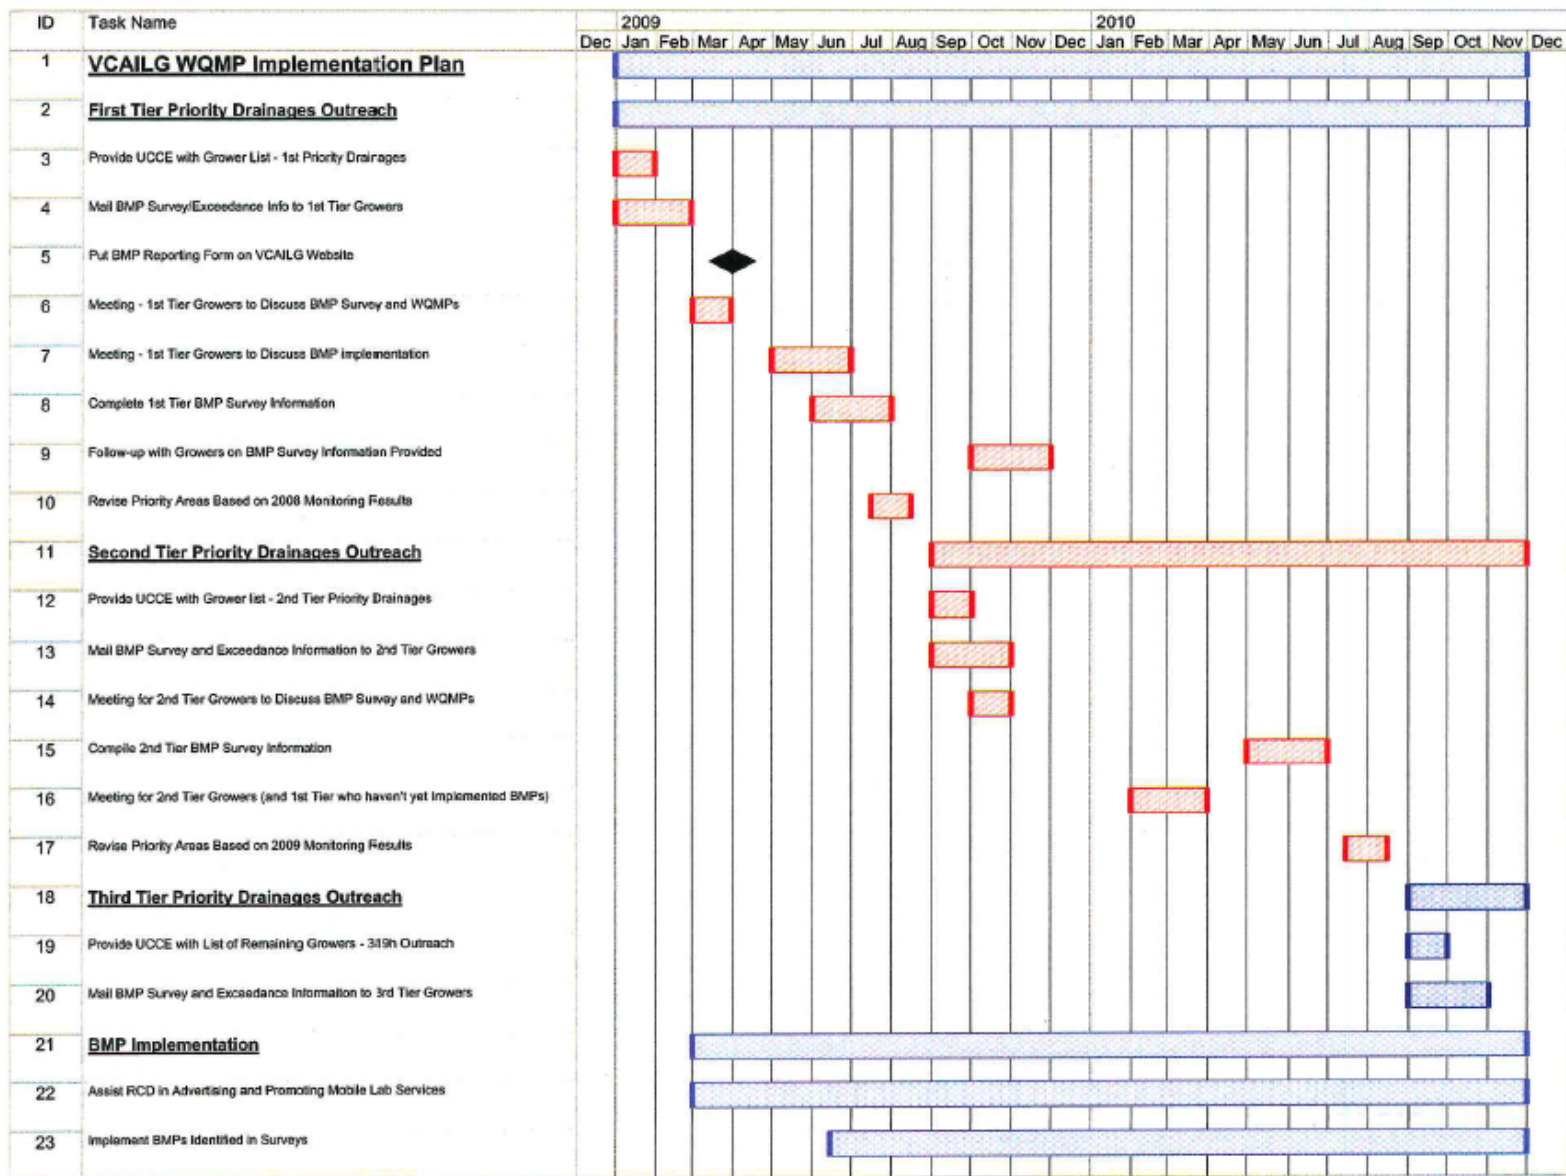 ID Task Name 2009 2010
Dec Jan Feb Mar Apr May Jun Jul Aug Sep Oct Nov Dec Jan Feb Mar Apr May Jun Jul Aug Sep Oct Nov Dec
1 VCAILG WQMP Implementation Plan
2 First Tier Priority Drainages Outreach
3 Provide UCCE with Grower List - 1st Priority Drainages
4 Mail BMP Survey/Exceedance Info to 1st Tier Growers
5 Put BMP Reporting Form on VCAILG Website
6 Meeting - 1st Tier Growers to Discuss BMP Survey and WQMPs
7 Meeting - 1st Tier Growers to Discuss BMP Implementation
8 Complete 1st Tier BMP Survey Information
9 Follow-up with Growers on BMP Survey Information Provided
10 Revise Priority Areas Based on 2008 Monitoring Results
11 Second Tier Priority Drainages Outreach
12 Provide UCCE with Grower list - 2nd Tier Priority Drainages
13 Mail BMP Survey and Exceedance Information to 2nd Tier Growers
14 Meeting for 2nd Tier Growers to Discuss BMP Survey and WQMPs
15 Compile 2nd Tier BMP Survey Information
16 Meeting for 2nd Tier Growers (and 1st Tier who haven't yet Implemented BMPs)
17 Revise Priority Areas Based on 2009 Monitoring Results
18 Third Tier Priority Drainages Outreach
19 Provide UCCE with List of Remaining Growers - 319h Outreach
20 Mail BMP Survey and Exceedance Information to 3rd Tier Growers
21 BMP Implementation
22 Assist RCD in Advertising and Promoting Mobile Lab Services
23 Implement BMPs Identified in Surveys